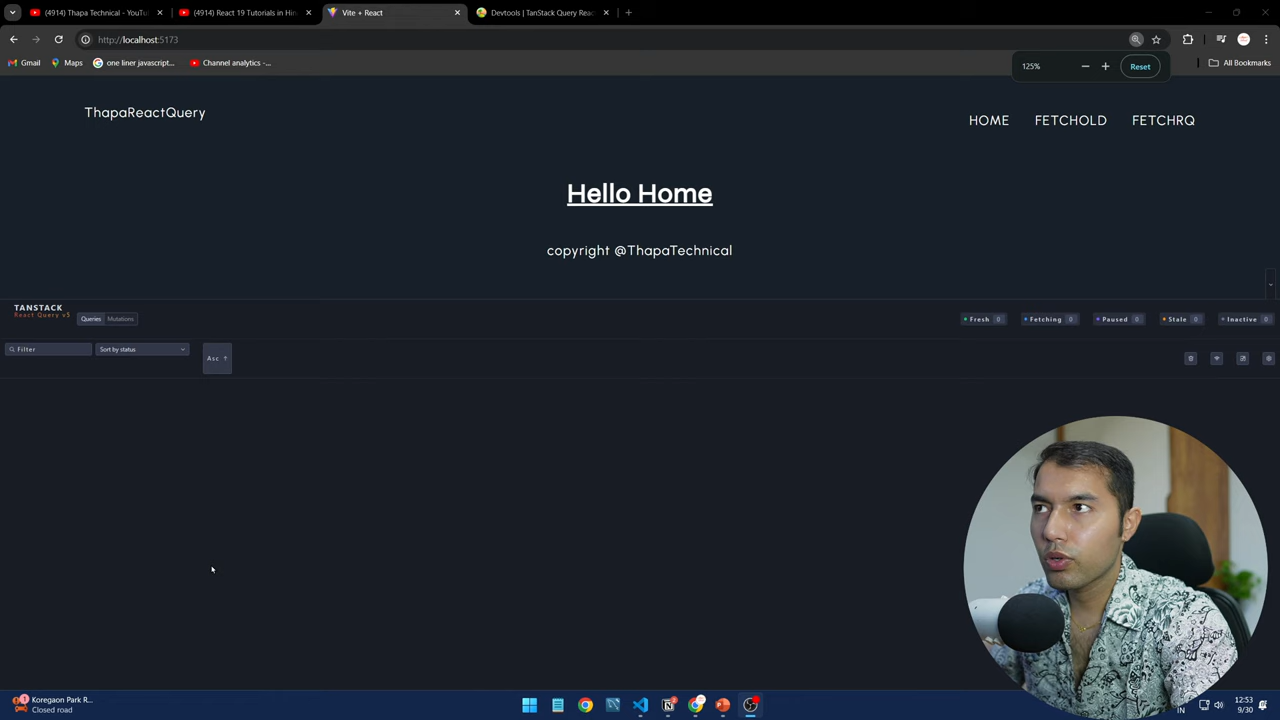 (4914) Thapa Technical - YouTu
(4914) React 19 Tutorials in Hin
Vite + React
Devtools | TanStack Query Reac
http://localhost:5173
Gmail
Maps
one liner javascript...
Channel analytics -...
All Bookmarks
125%
Reset
ThapaReactQuery
HOME
FETCHOLD
FETCHRQ
Hello Home
copyright @ThapaTechnical
TANSTACK
React Query v5
Queries
Mutations
Fresh 0
Fetching 0
Paused 0
Stale 0
Inactive 0
Filter
Sort by status
Asc ↑
1
Koregaon Park R...
Closed road
IN
12:53
9/30